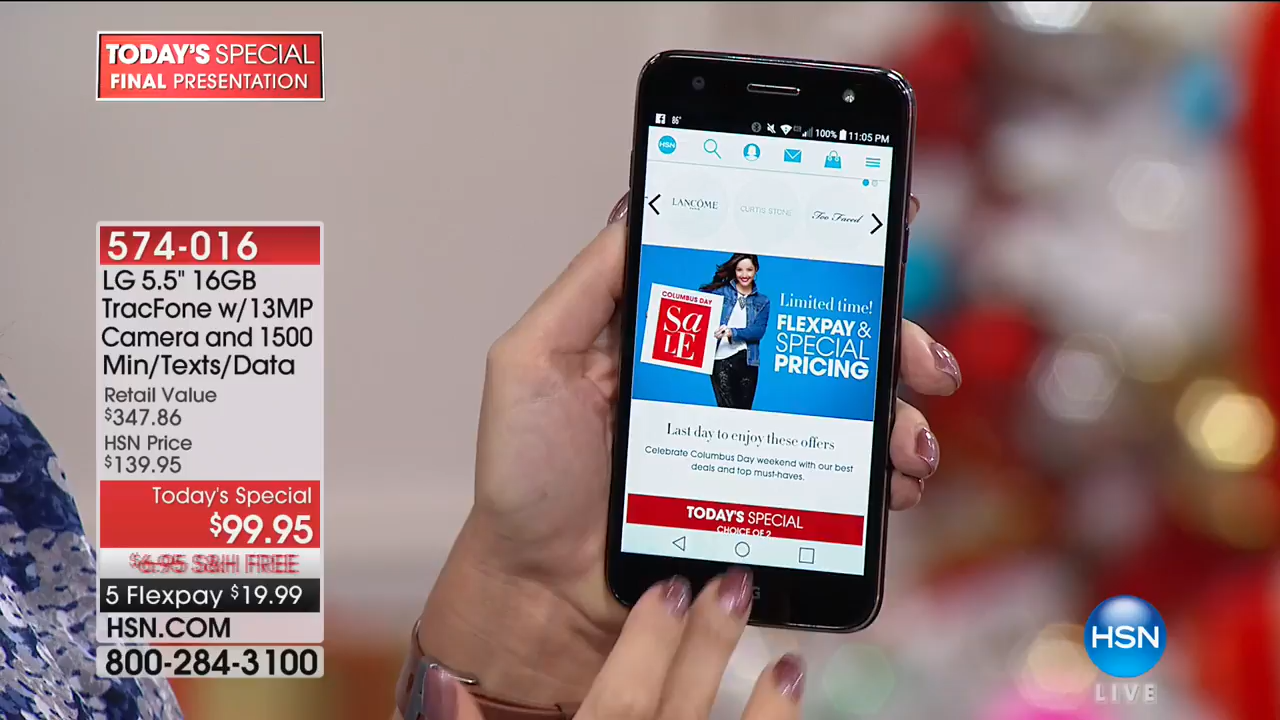 TODAY'S SPECIAL
FINAL PRESENTATION
574-016
LG 5.5" 16GB
TracFone w/13MP
Camera and 1500
Min/Texts/Data
Retail Value
$347.86
HSN Price
$139.95
Today's Special
$99.95
$6.95 S&H FREE
5 Flexpay $19.99
HSN.COM
800-284-3100
86°
100% 11:05 PM
HSN
LANCÔME
CURTIS STONE
Too Faced
COLUMBUS DAY
SALE
Limited time!
FLEXPAY &
SPECIAL
PRICING
Last day to enjoy these offers
Celebrate Columbus Day weekend with our best
deals and top must-haves.
TODAY'S SPECIAL
CHOICE OF 2
HSN
LIVE